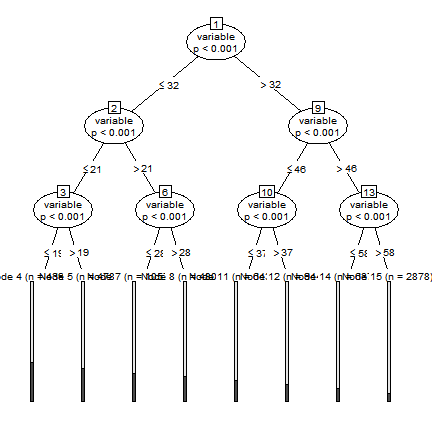 1
variable
p < 0.001
≤ 32
> 32
2
variable
p < 0.001
9
variable
p < 0.001
≤ 21
> 21
≤ 46
> 46
3
variable
p < 0.001
6
variable
p < 0.001
10
variable
p < 0.001
13
variable
p < 0.001
≤ 19
> 19
≤ 28
> 28
≤ 37
> 37
≤ 58
> 58
15 (n = 2878)